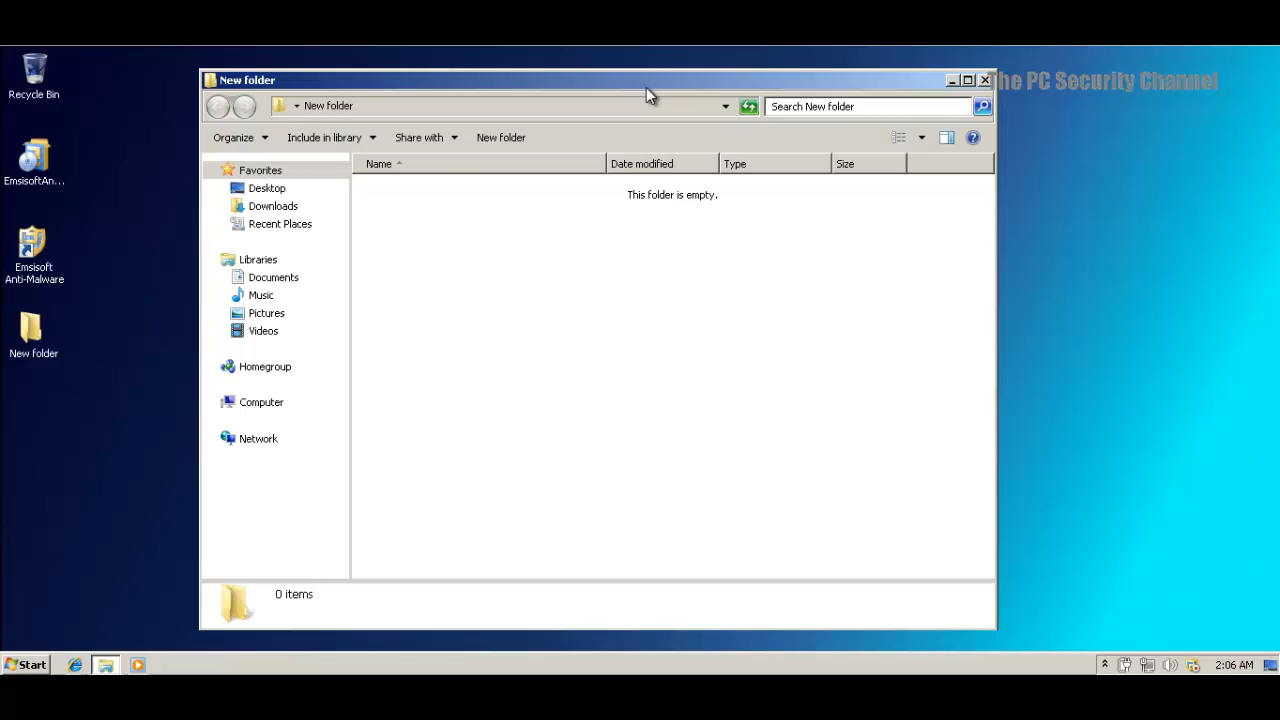 Recycle Bin
EmsisoftAn...
Emsisoft
Anti-Malware
New folder
New folder
The PC Security Channel
New folder
Search New folder
Organize
Include in library
Share with
New folder
Name
Date modified
Type
Size
This folder is empty.
Favorites
Desktop
Downloads
Recent Places
Libraries
Documents
Music
Pictures
Videos
Homegroup
Computer
Network
0 items
Start
2:06 AM